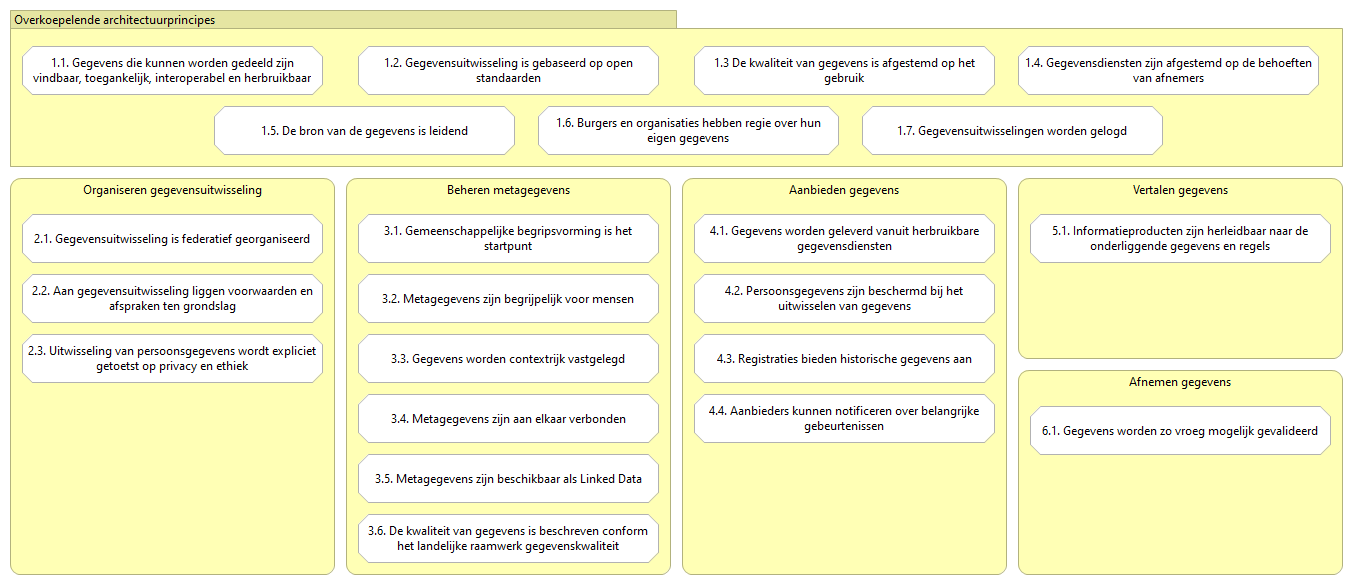 Overkoepelende architectuurprincipes
1.1. Gegevens die kunnen worden gedeeld zijn
vindbaar, toegankelijk, interoperabel en herbruikbaar
1.2. Gegevensuitwisseling is gebaseerd op open
standaarden
1.3 De kwaliteit van gegevens is afgestemd op het
gebruik
1.4. Gegevensdiensten zijn afgestemd op de behoeften
van afnemers
1.5. De bron van de gegevens is leidend
1.6. Burgers en organisaties hebben regie over hun
eigen gegevens
1.7. Gegevensuitwisselingen worden gelogd
Organiseren gegevensuitwisseling
2.1. Gegevensuitwisseling is federatief georganiseerd
2.2. Aan gegevensuitwisseling liggen voorwaarden en
afspraken ten grondslag
2.3. Uitwisseling van persoonsgegevens wordt expliciet
getoetst op privacy en ethiek
Beheren metagegevens
3.1. Gemeenschappelijke begripsvorming is het
startpunt
3.2. Metagegevens zijn begrijpelijk voor mensen
3.3. Gegevens worden contextrijk vastgelegd
3.4. Metagegevens zijn aan elkaar verbonden
3.5. Metagegevens zijn beschikbaar als Linked Data
3.6. De kwaliteit van gegevens is beschreven conform
het landelijke raamwerk gegevenskwaliteit
Aanbieden gegevens
4.1. Gegevens worden geleverd vanuit herbruikbare
gegevensdiensten
4.2. Persoonsgegevens zijn beschermd bij het
uitwisselen van gegevens
4.3. Registraties bieden historische gegevens aan
4.4. Aanbieders kunnen notificeren over belangrijke
gebeurtenissen
Vertalen gegevens
5.1. Informatieproducten zijn herleidbaar naar de
onderliggende gegevens en regels
Afnemen gegevens
6.1. Gegevens worden zo vroeg mogelijk gevalideerd